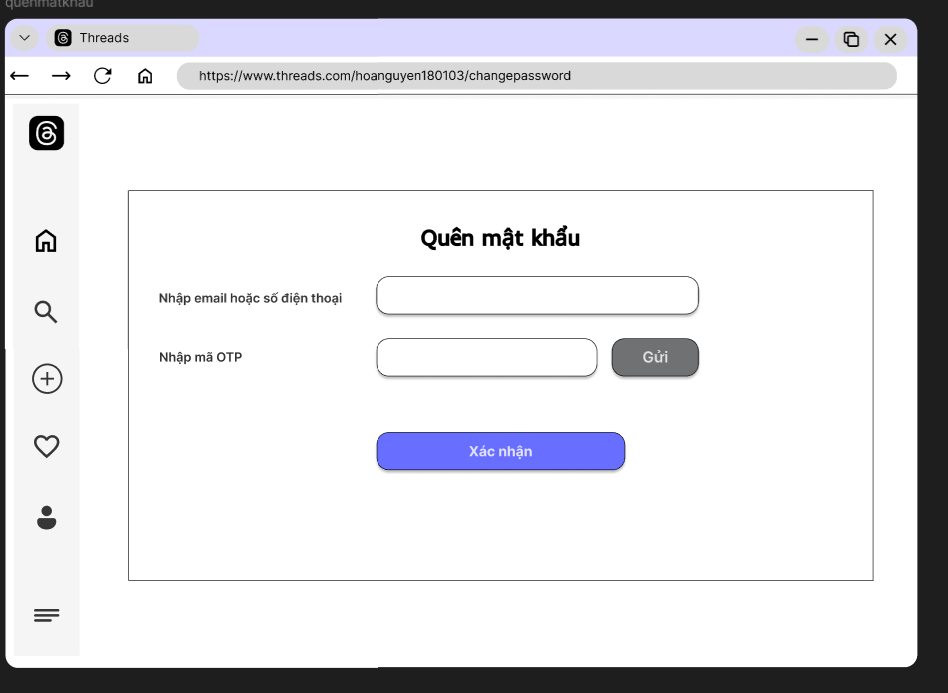 quenmatkhau
Threads
https://www.threads.com/hoanguyen180103/changepassword
Quên mật khẩu
Nhập email hoặc số điện thoại
Nhập mã OTP
Gửi
Xác nhận